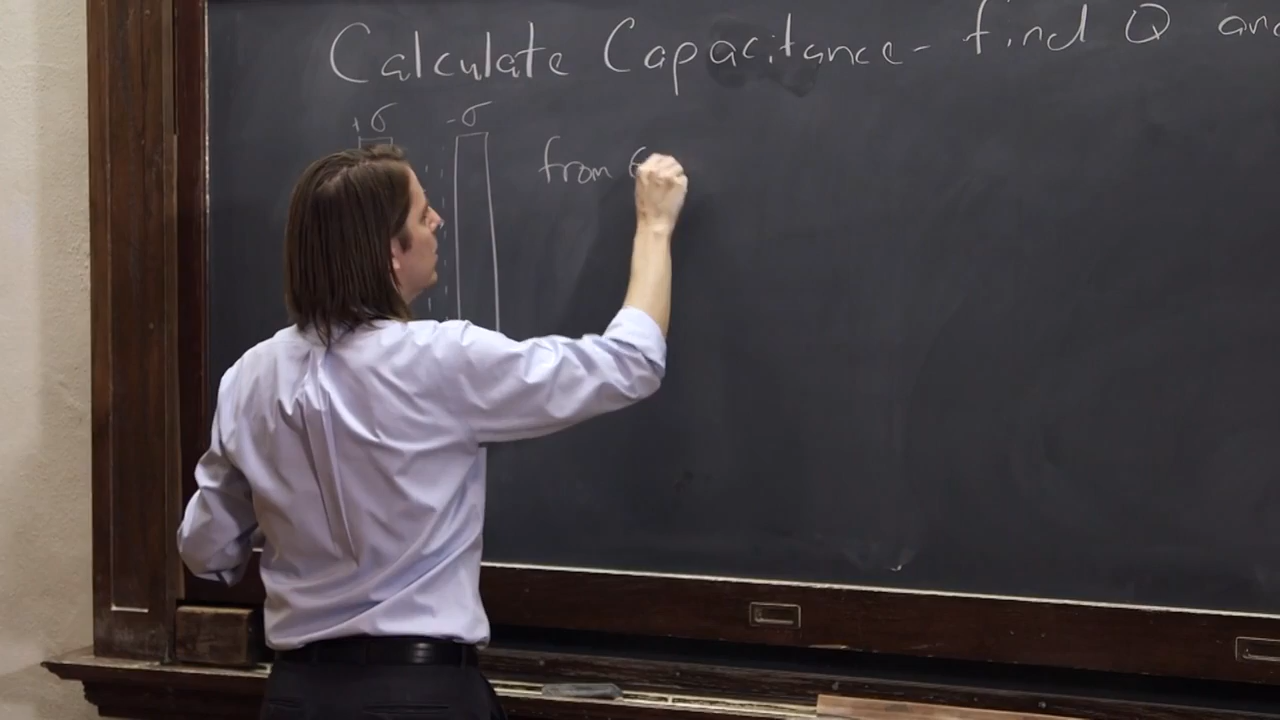 Calculate Capacitance - find Q and
+σ -σ
from